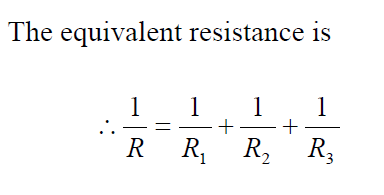 The equivalent resistance is
∴ 1/R = 1/R₁ + 1/R₂ + 1/R₃